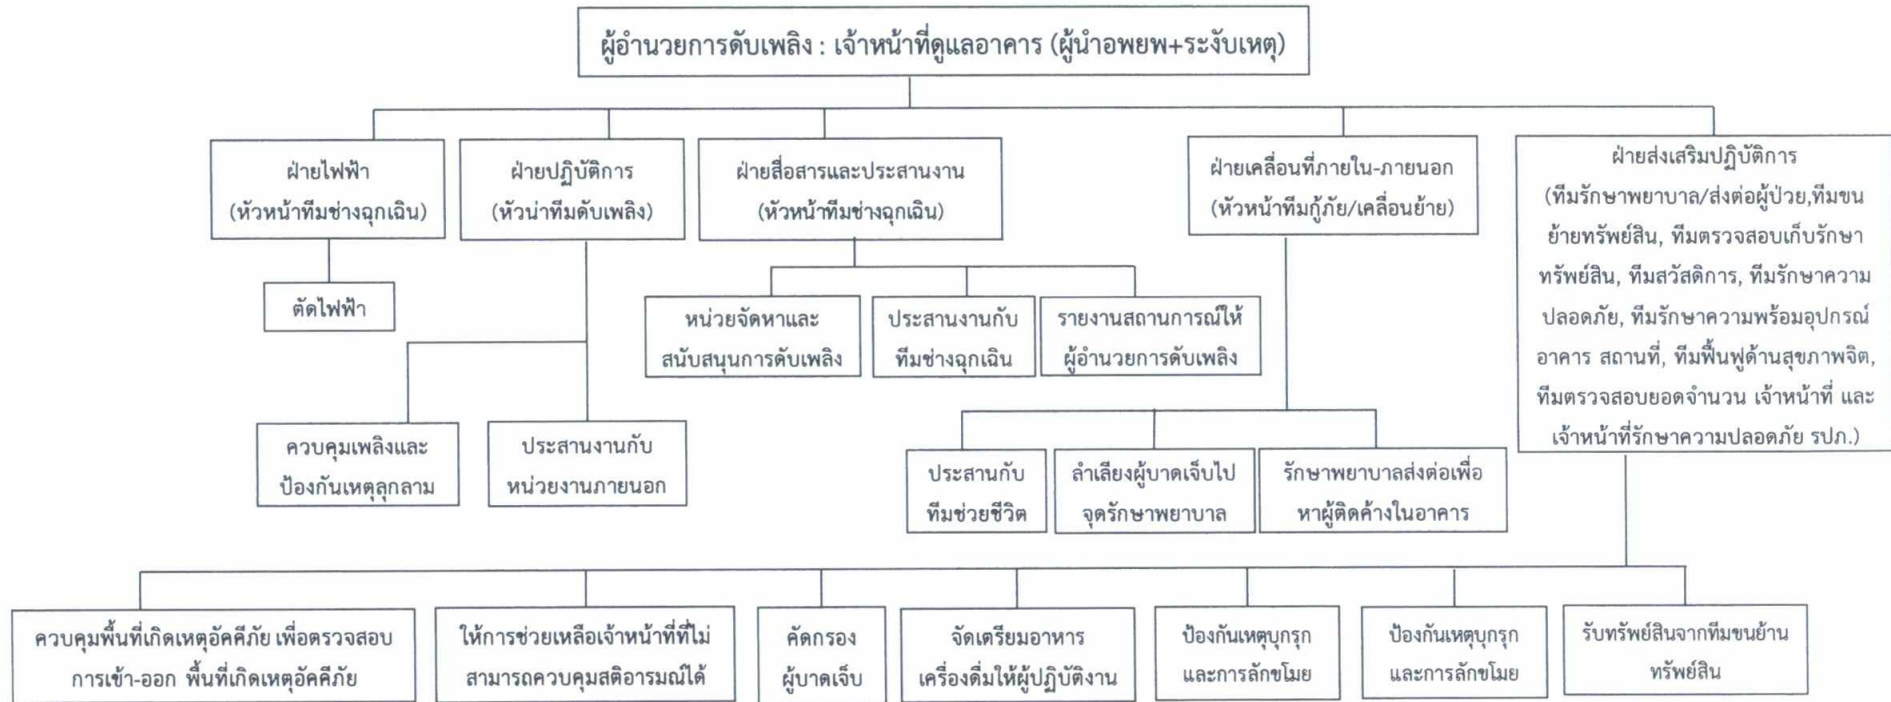 ผู้อำนวยการดับเพลิง : เจ้าหน้าที่ดูแลอาคาร (ผู้นำอพยพ+ระงับเหตุ)
ฝ่ายไฟฟ้า
(หัวหน้าทีมช่างฉุกเฉิน)
ฝ่ายปฏิบัติการ
(หัวน่าทีมดับเพลิง)
ฝ่ายสื่อสารและประสานงาน
(หัวหน้าทีมช่างฉุกเฉิน)
ฝ่ายเคลื่อนที่ภายใน-ภายนอก
(หัวหน้าทีมกู้ภัย/เคลื่อนย้าย)
ฝ่ายส่งเสริมปฏิบัติการ
(ทีมรักษาพยาบาล/ส่งต่อผู้ป่วย,ทีมขน
ย้ายทรัพย์สิน, ทีมตรวจสอบเก็บรักษา
ทรัพย์สิน, ทีมสวัสดิการ, ทีมรักษาความ
ปลอดภัย, ทีมรักษาความพร้อมอุปกรณ์
อาคาร สถานที่, ทีมฟื้นฟูด้านสุขภาพจิต,
ทีมตรวจสอบยอดจำนวน เจ้าหน้าที่ และ
เจ้าหน้าที่รักษาความปลอดภัย รปภ.)
ตัดไฟฟ้า
หน่วยจัดหาและ
สนับสนุนการดับเพลิง
ประสานงานกับ
ทีมช่างฉุกเฉิน
รายงานสถานการณ์ให้
ผู้อำนวยการดับเพลิง
ควบคุมเพลิงและ
ป้องกันเหตุลุกลาม
ประสานงานกับ
หน่วยงานภายนอก
ประสานกับ
ทีมช่วยชีวิต
ลำเลียงผู้บาดเจ็บไป
จุดรักษาพยาบาล
รักษาพยาบาลส่งต่อเพื่อ
หาผู้ติดค้างในอาคาร
ควบคุมพื้นที่เกิดเหตุอัคคีภัย เพื่อตรวจสอบ
การเข้า-ออก พื้นที่เกิดเหตุอัคคีภัย
ให้การช่วยเหลือเจ้าหน้าที่ที่ไม่
สามารถควบคุมสติอารมณ์ได้
คัดกรอง
ผู้บาดเจ็บ
จัดเตรียมอาหาร
เครื่องดื่มให้ผู้ปฏิบัติงาน
ป้องกันเหตุบุกรุก
และการลักขโมย
ป้องกันเหตุบุกรุก
และการลักขโมย
รับทรัพย์สินจากทีมขนย้าน
ทรัพย์สิน